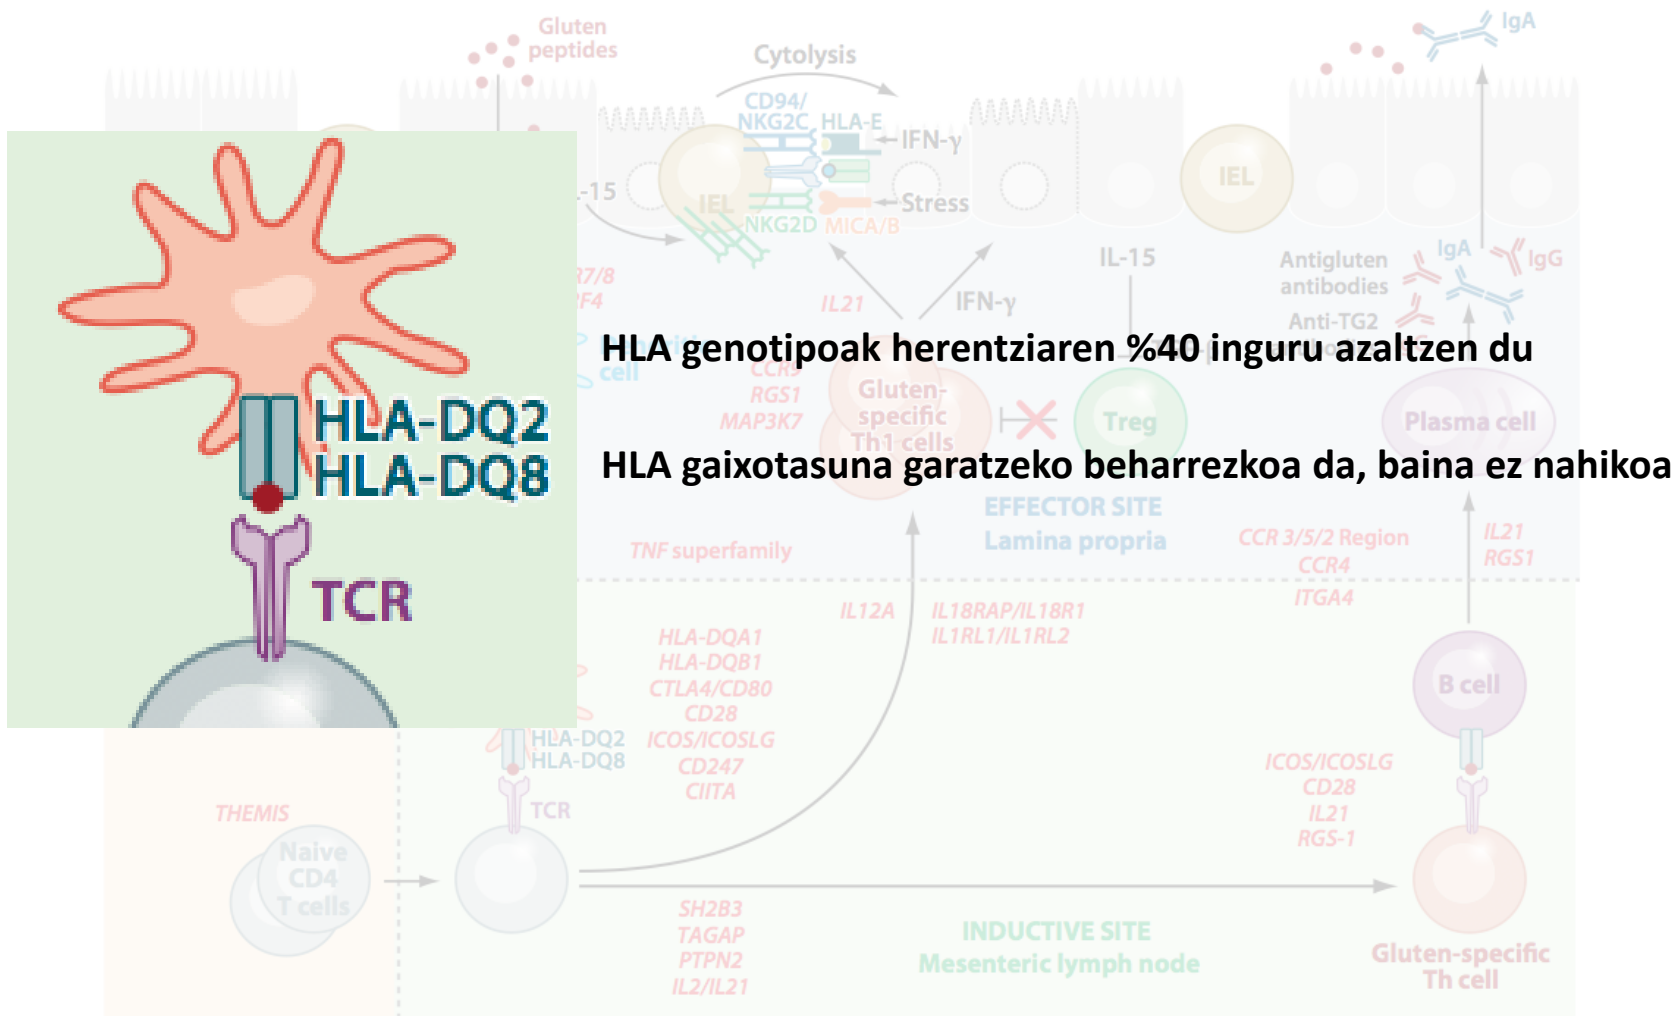 Gluten
peptides
IgA
Cytolysis
CD94/
NKG2C
HLA-E
IFN-γ
-15
IEL
Stress
NKG2D
MICA/B
IEL
IL-15
IgA
IgG
Antigluten
antibodies
Anti-TG2
R7/8
F4
IL21
IFN-γ
HLA genotipoak herentziaren %40 inguru azaltzen du
cell
CCR9
RGS1
MAP3K7
Gluten-
specific
Th1 cells
Treg
Plasma cell
HLA-DQ2
HLA-DQ8
HLA gaixotasuna garatzeko beharrezkoa da, baina ez nahikoa
EFFECTOR SITE
Lamina propria
TNF superfamily
CCR 3/5/2 Region
CCR4
ITGA4
IL21
RGS1
TCR
IL12A
IL18RAP/IL18R1
IL1RL1/IL1RL2
HLA-DQA1
HLA-DQB1
CTLA4/CD80
CD28
ICOS/ICOSLG
CD247
CIITA
B cell
HLA-DQ2
HLA-DQ8
TCR
ICOS/ICOSLG
CD28
IL21
RGS-1
THEMIS
Naive
CD4
T cells
SH2B3
TAGAP
PTPN2
IL2/IL21
INDUCTIVE SITE
Mesenteric lymph node
Gluten-specific
Th cell